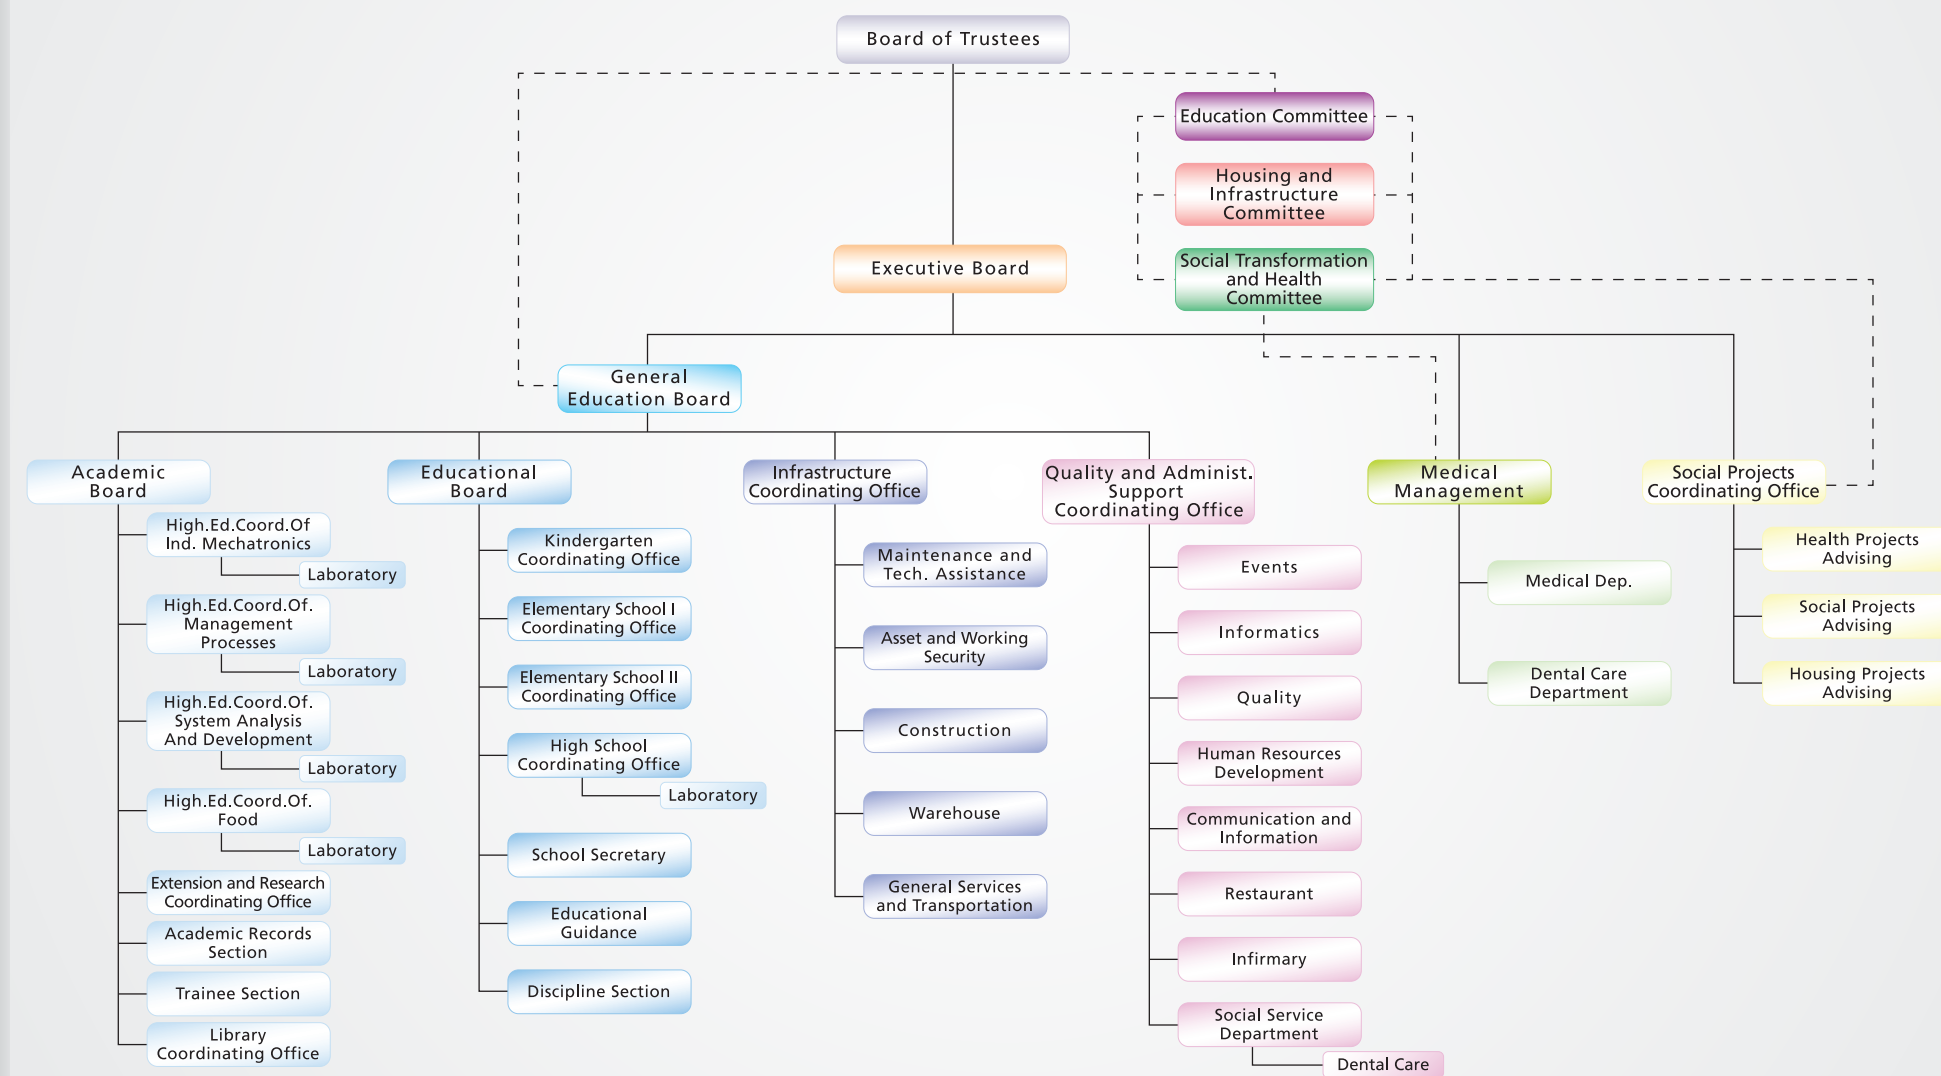 Board of Trustees
Education Committee
Housing and
Infrastructure
Committee
Executive Board
Social Transformation
and Health
Committee
General
Education Board
Academic
Board
High.Ed.Coord.Of
Ind. Mechatronics
Laboratory
High.Ed.Coord.Of.
Management
Processes
Laboratory
High.Ed.Coord.Of.
System Analysis
And Development
Laboratory
High.Ed.Coord.Of.
Food
Laboratory
Extension and Research
Coordinating Office
Academic Records
Section
Trainee Section
Library
Coordinating Office
Educational
Board
Kindergarten
Coordinating Office
Elementary School I
Coordinating Office
Elementary School II
Coordinating Office
High School
Coordinating Office
Laboratory
School Secretary
Educational
Guidance
Discipline Section
Infrastructure
Coordinating Office
Maintenance and
Tech. Assistance
Asset and Working
Security
Construction
Warehouse
General Services
and Transportation
Quality and Administ.
Support
Coordinating Office
Events
Informatics
Quality
Human Resources
Development
Communication and
Information
Restaurant
Infirmary
Social Service
Department
Dental Care
Medical
Management
Medical Dep.
Dental Care
Department
Social Projects
Coordinating Office
Health Projects
Advising
Social Projects
Advising
Housing Projects
Advising